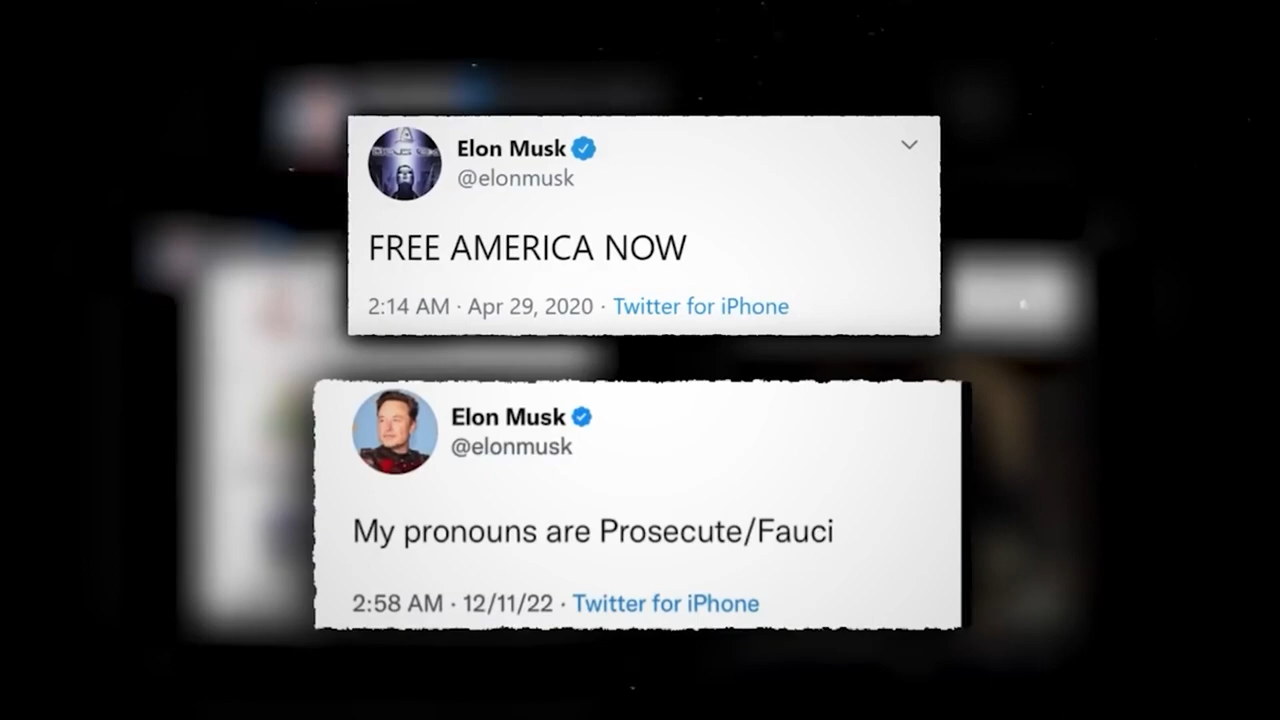 Elon Musk
@elonmusk
FREE AMERICA NOW
2:14 AM · Apr 29, 2020 · Twitter for iPhone
Elon Musk
@elonmusk
My pronouns are Prosecute/Fauci
2:58 AM · 12/11/22 · Twitter for iPhone